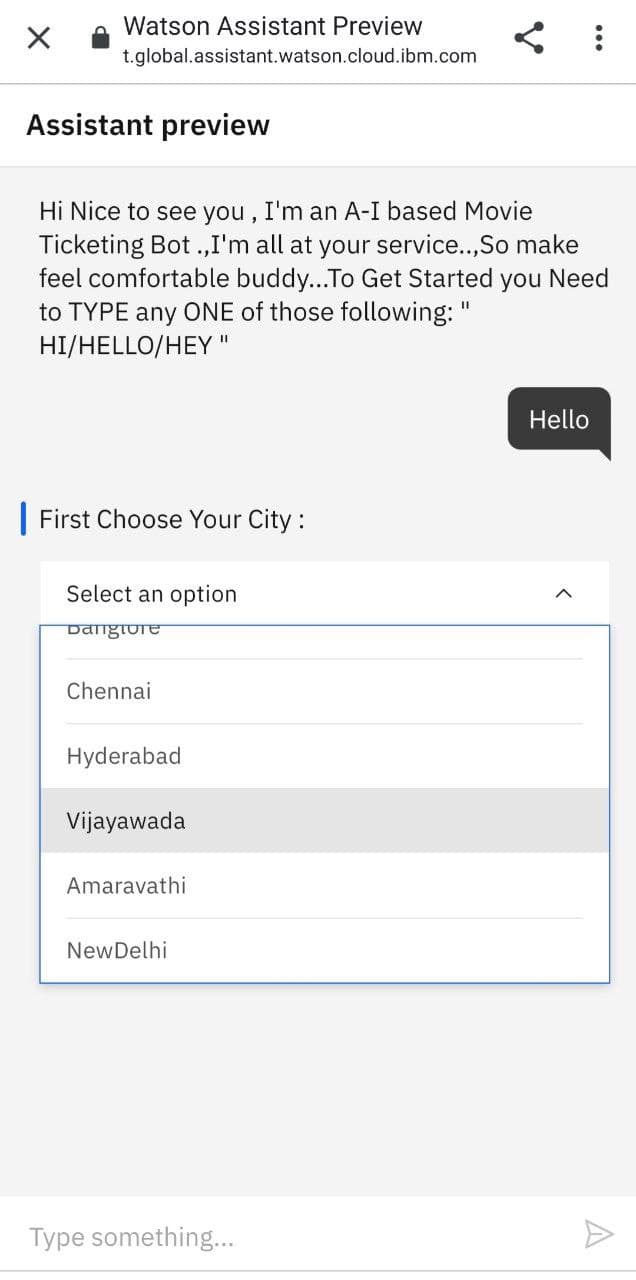 Watson Assistant Preview
t.global.assistant.watson.cloud.ibm.com
Assistant preview
Hi Nice to see you , I'm an A-I based Movie
Ticketing Bot .,I'm all at your service..,So make
feel comfortable buddy...To Get Started you Need
to TYPE any ONE of those following: "
HI/HELLO/HEY "
Hello
First Choose Your City :
Select an option
Banglore
Chennai
Hyderabad
Vijayawada
Amaravathi
NewDelhi
Type something...